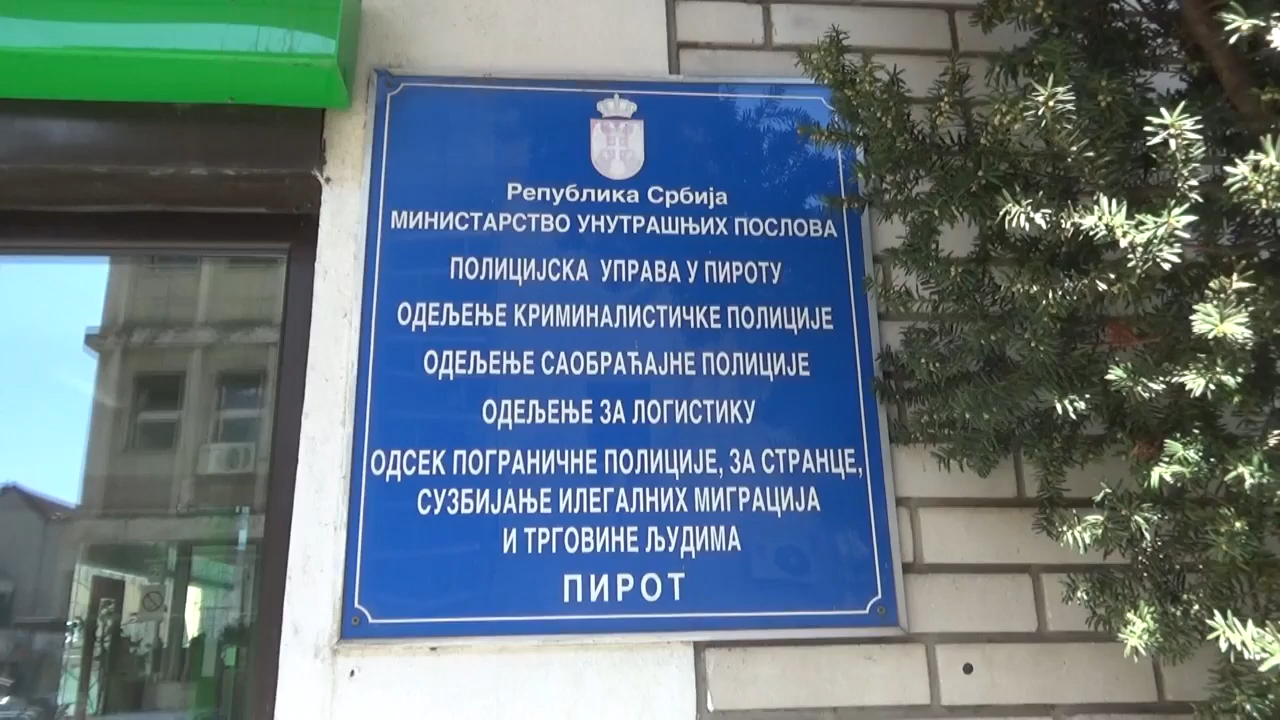 Република Србија
МИНИСТАРСТВО УНУТРАШЊИХ ПОСЛОВА
ПОЛИЦИЈСКА УПРАВА У ПИРОТУ
ОДЕЉЕЊЕ КРИМИНАЛИСТИЧКЕ ПОЛИЦИЈЕ
ОДЕЉЕЊЕ САОБРАЋАЈНЕ ПОЛИЦИЈЕ
ОДЕЉЕЊЕ ЗА ЛОГИСТИКУ
ОДСЕК ПОГРАНИЧНЕ ПОЛИЦИЈЕ, ЗА СТРАНЦЕ,
СУЗБИЈАЊЕ ИЛЕГАЛНИХ МИГРАЦИЈА
И ТРГОВИНЕ ЉУДИМА
ПИРОТ